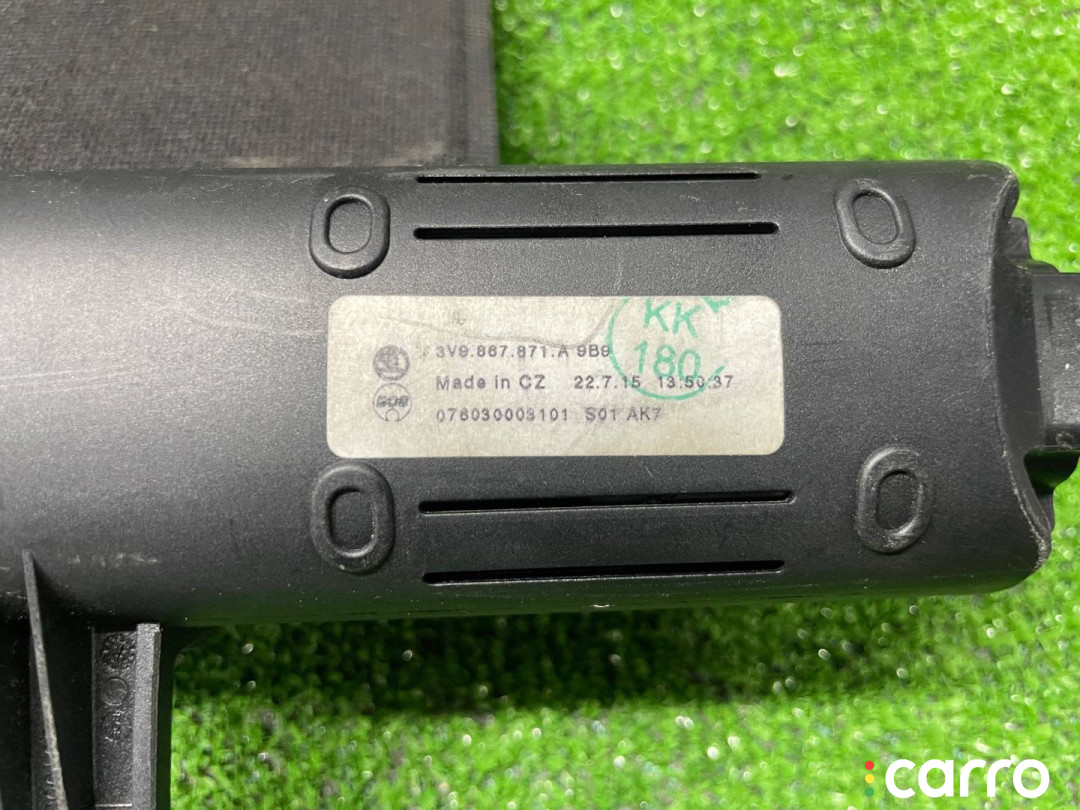 KK
180
3V9.867.871.A 9B9
Made in CZ 22.7.15 13:50:37
076030003101 S01 AK7
carro